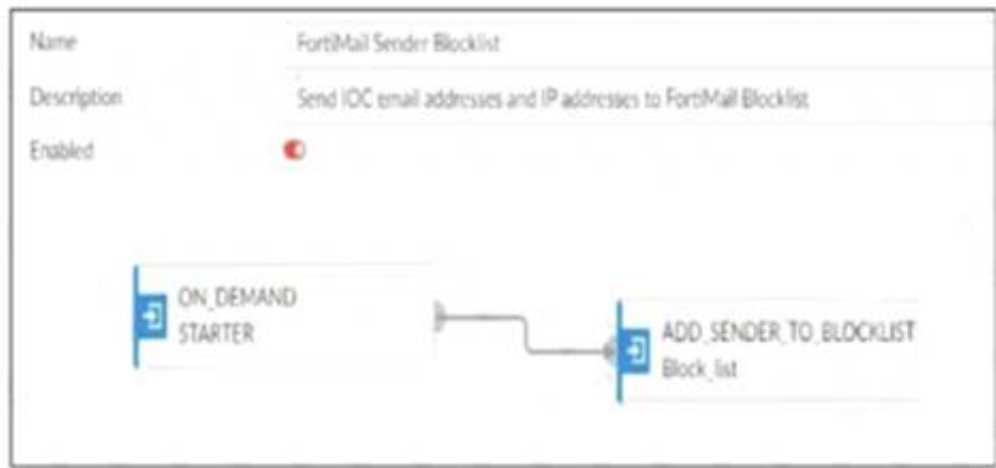 Name
FortiMail Sender Blocklist
Description
Send IOC email addresses and IP addresses to FortiMail Blocklist
Enabled
ON_DEMAND
STARTER
ADD_SENDER_TO_BLOCKLIST
Block_list